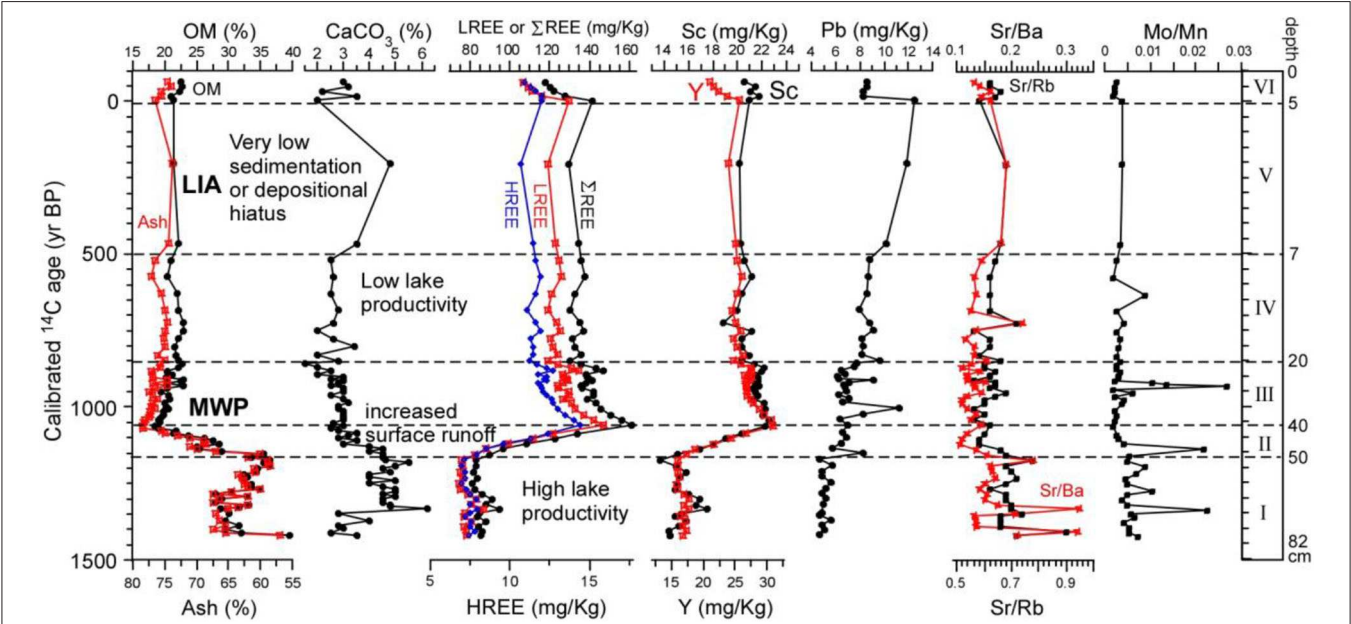 OM (%)
CaCO3 (%)
LREE or ΣREE (mg/Kg)
Sc (mg/Kg)
Pb (mg/Kg)
Sr/Ba
Mo/Mn
depth
15 20 25 30 35 40
2 3 4 5 6
80 100 120 140 160
14 16 18 20 22 24
4 6 8 10 12 14
0.1 0.2 0.3
0 0.01 0.02 0.03
0
OM
Y
Sc
Sr/Rb
VI
0
5
Very low
sedimentation
or depositional
hiatus
LIA
V
HREE
LREE
ΣREE
Ash
500
7
Low lake
productivity
IV
20
MWP
III
1000
increased
surface runoff
40
II
50
High lake
productivity
Sr/Ba
I
82
cm
1500
Calibrated 14C age (yr BP)
80 75 70 65 60 55
5 10 15
15 20 25 30
0.5 0.7 0.9
Ash (%)
HREE (mg/Kg)
Y (mg/Kg)
Sr/Rb